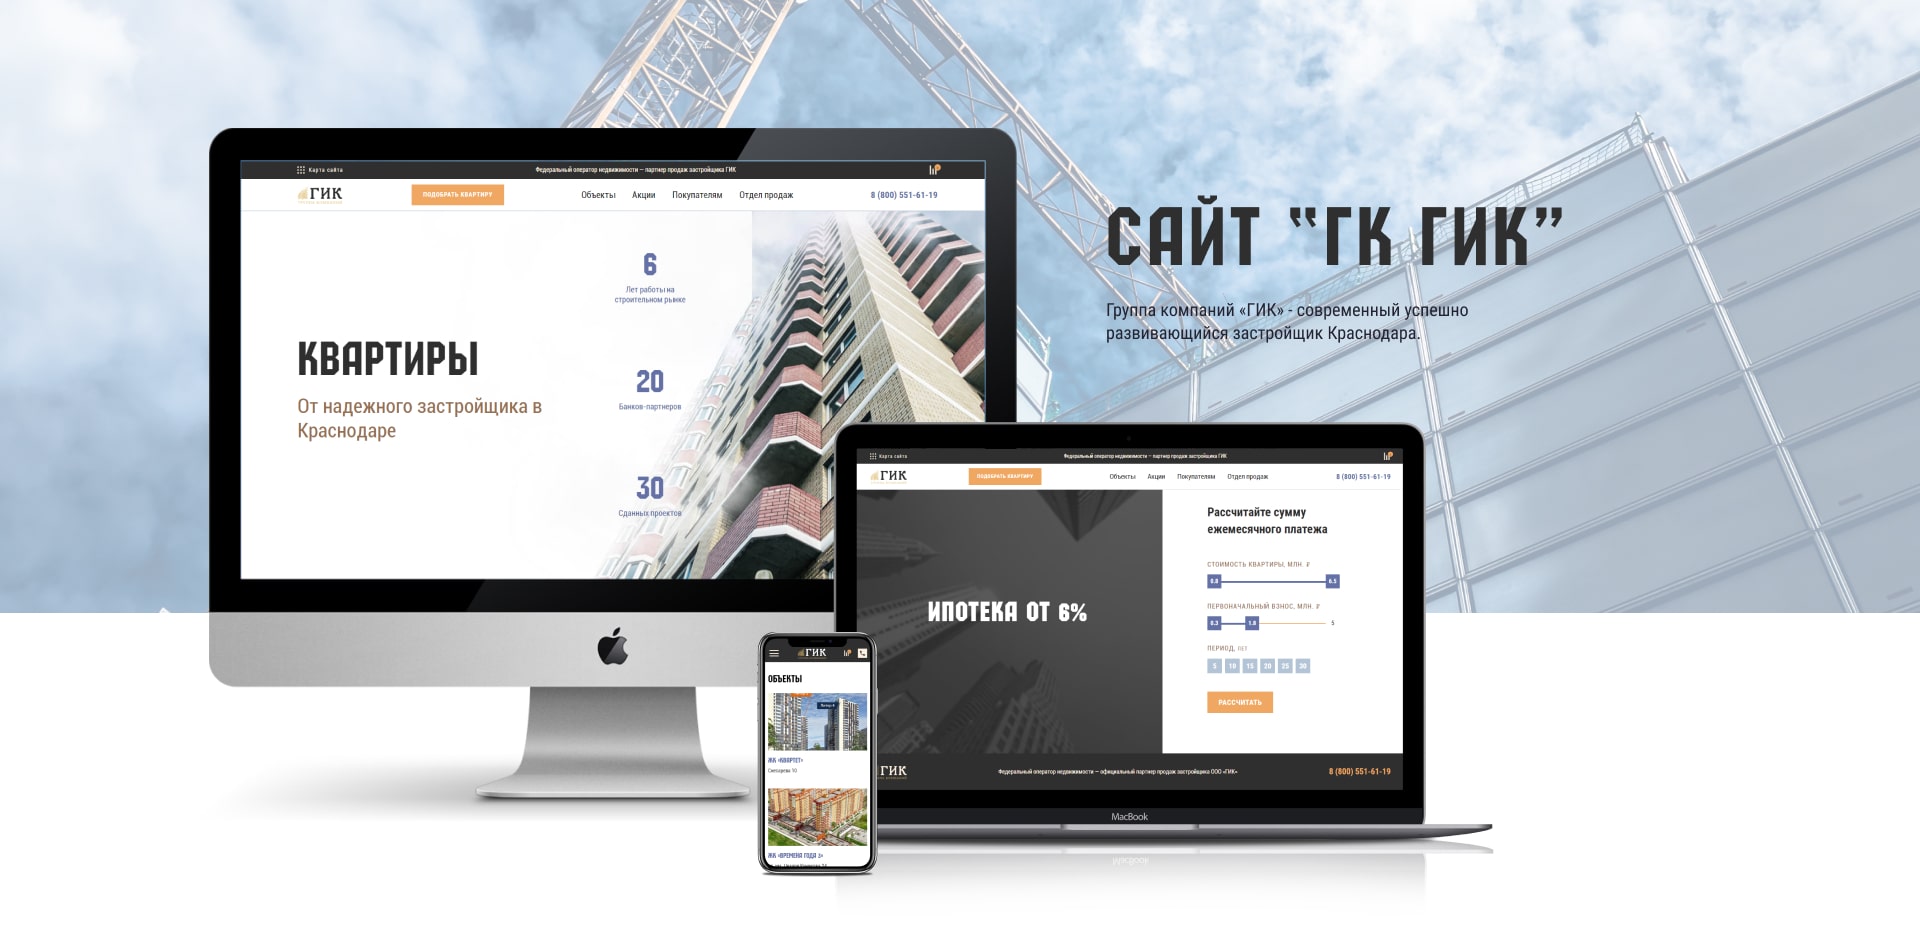 Карта сайта
Федеральный оператор недвижимости — партнер продаж застройщика ГИК
ГИК
ПОДОБРАТЬ КВАРТИРУ
Объекты
Акции
Покупателям
Отдел продаж
8 (800) 551-61-19
6
Лет работы на
строительном рынке
КВАРТИРЫ
От надежного застройщика в
Краснодаре
20
Банков-партнеров
30
Сданных проектов
САЙТ “ГК ГИК”
Группа компаний «ГИК» - современный успешно
развивающийся застройщик Краснодара.
Карта сайта
Федеральный оператор недвижимости — партнер продаж застройщика ГИК
ГИК
ПОДОБРАТЬ КВАРТИРУ
Объекты
Акции
Покупателям
Отдел продаж
8 (800) 551-61-19
ИПОТЕКА ОТ 6%
Рассчитайте сумму
ежемесячного платежа
СТОИМОСТЬ КВАРТИРЫ, МЛН. ₽
0.8
6.5
ПЕРВОНАЧАЛЬНЫЙ ВЗНОС, МЛН. ₽
0.3
1.8
5
ПЕРИОД, ЛЕТ
5 10 15 20 25 30
РАССЧИТАТЬ
ГИК
Федеральный оператор недвижимости — официальный партнер продаж застройщика ООО «ГИК»
8 (800) 551-61-19
MacBook
ГИК
ОБЪЕКТЫ
ЖК «КВАРТЕТ»
Снесарева 10
ЖК «ВРЕМЕНА ГОДА 3»